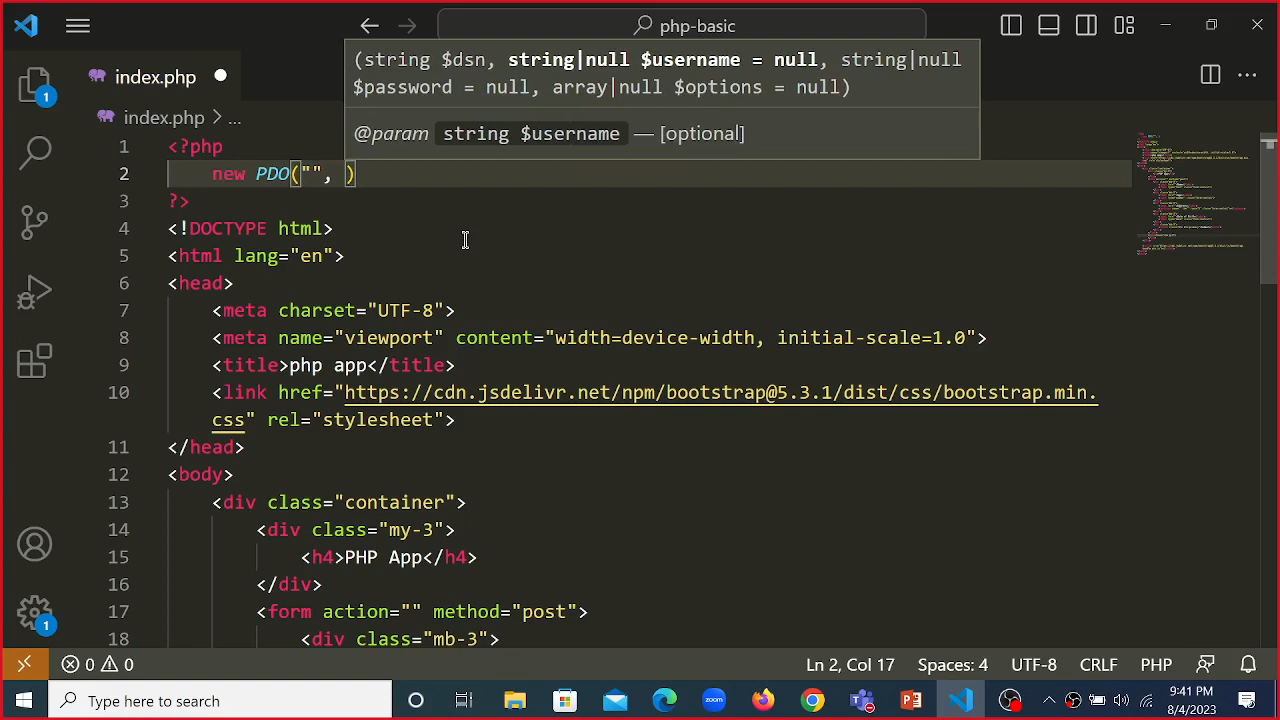 php-basic
index.php
(string $dsn, string|null $username = null, string|null
$password = null, array|null $options = null)
@param string $username — [optional]
index.php > ...
1 <?php
2 new PDO("", )
3 ?>
4 <!DOCTYPE html>
5 <html lang="en">
6 <head>
7 <meta charset="UTF-8">
8 <meta name="viewport" content="width=device-width, initial-scale=1.0">
9 <title>php app</title>
10 <link href="https://cdn.jsdelivr.net/npm/bootstrap@5.3.1/dist/css/bootstrap.min.
css" rel="stylesheet">
11 </head>
12 <body>
13 <div class="container">
14 <div class="my-3">
15 <h4>PHP App</h4>
16 </div>
17 <form action="" method="post">
18 <div class="mb-3">
1
1
0 0 Ln 2, Col 17 Spaces: 4 UTF-8 CRLF PHP
Type here to search
zoom
9:41 PM
8/4/2023